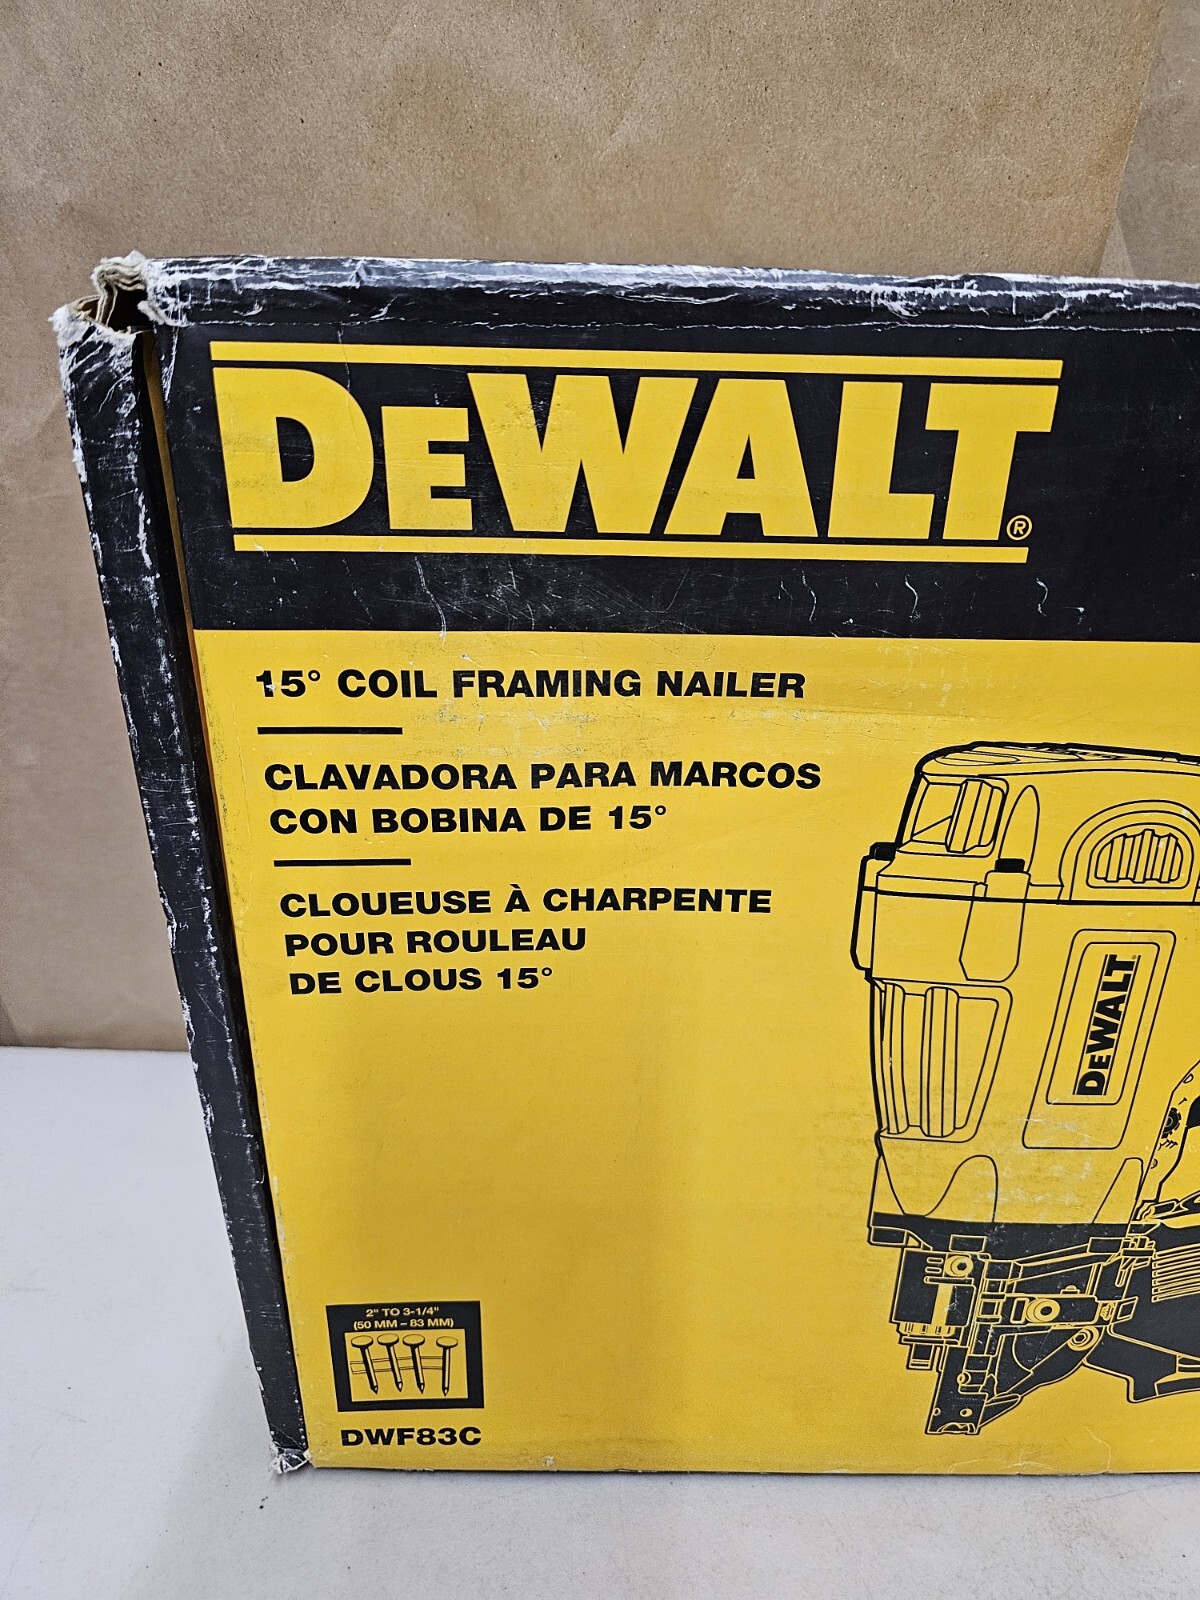 DEWALT®
15° COIL FRAMING NAILER
CLAVADORA PARA MARCOS
CON BOBINA DE 15°
CLOUEUSE À CHARPENTE
POUR ROULEAU
DE CLOUS 15°
DEWALT
2" TO 3-1/4"
(50 MM – 83 MM)
DWF83C